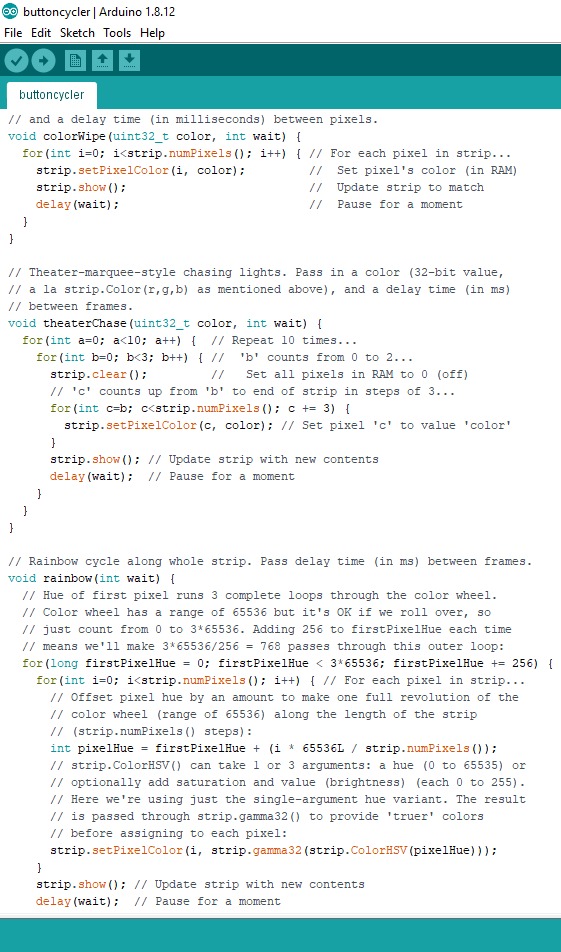 buttoncycler | Arduino 1.8.12
File Edit Sketch Tools Help
buttoncycler
// and a delay time (in milliseconds) between pixels.
void colorWipe(uint32_t color, int wait) {
  for(int i=0; i<strip.numPixels(); i++) { // For each pixel in strip...
    strip.setPixelColor(i, color);         //  Set pixel's color (in RAM)
    strip.show();                          //  Update strip to match
    delay(wait);                           //  Pause for a moment
  }
}
// Theater-marquee-style chasing lights. Pass in a color (32-bit value,
// a la strip.Color(r,g,b) as mentioned above), and a delay time (in ms)
// between frames.
void theaterChase(uint32_t color, int wait) {
  for(int a=0; a<10; a++) {  // Repeat 10 times...
    for(int b=0; b<3; b++) { //  'b' counts from 0 to 2...
      strip.clear();         //   Set all pixels in RAM to 0 (off)
      // 'c' counts up from 'b' to end of strip in steps of 3...
      for(int c=b; c<strip.numPixels(); c += 3) {
        strip.setPixelColor(c, color); // Set pixel 'c' to value 'color'
      }
      strip.show(); // Update strip with new contents
      delay(wait);  // Pause for a moment
    }
  }
}
// Rainbow cycle along whole strip. Pass delay time (in ms) between frames.
void rainbow(int wait) {
  // Hue of first pixel runs 3 complete loops through the color wheel.
  // Color wheel has a range of 65536 but it's OK if we roll over, so
  // just count from 0 to 3*65536. Adding 256 to firstPixelHue each time
  // means we'll make 3*65536/256 = 768 passes through this outer loop:
  for(long firstPixelHue = 0; firstPixelHue < 3*65536; firstPixelHue += 256) {
    for(int i=0; i<strip.numPixels(); i++) { // For each pixel in strip...
      // Offset pixel hue by an amount to make one full revolution of the
      // color wheel (range of 65536) along the length of the strip
      // (strip.numPixels() steps):
      int pixelHue = firstPixelHue + (i * 65536L / strip.numPixels());
      // strip.ColorHSV() can take 1 or 3 arguments: a hue (0 to 65535) or
      // optionally add saturation and value (brightness) (each 0 to 255).
      // Here we're using just the single-argument hue variant. The result
      // is passed through strip.gamma32() to provide 'truer' colors
      // before assigning to each pixel:
      strip.setPixelColor(i, strip.gamma32(strip.ColorHSV(pixelHue)));
    }
    strip.show(); // Update strip with new contents
    delay(wait);  // Pause for a moment